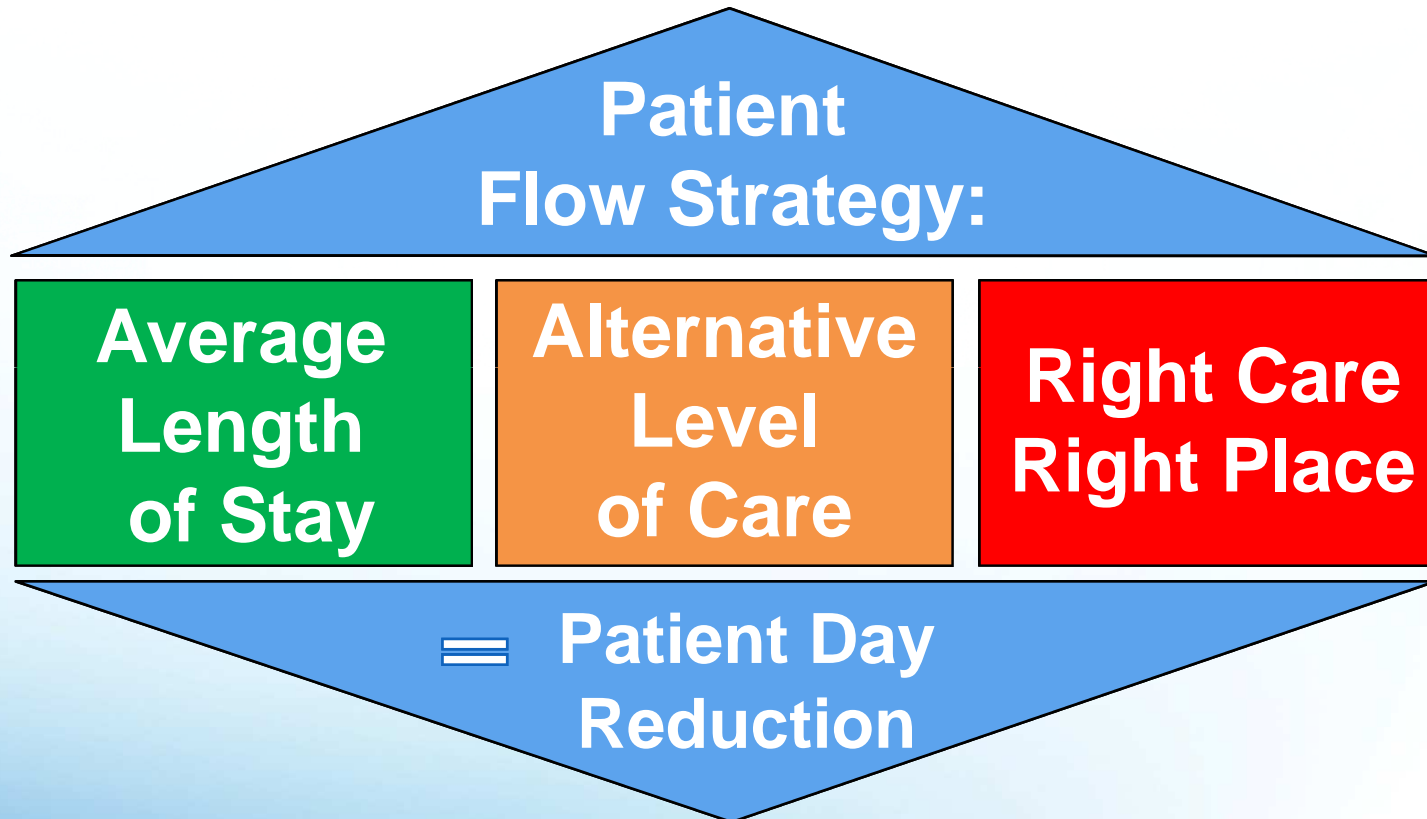 Patient
Flow Strategy:
Average
Length
of Stay
Alternative
Level
of Care
Right Care
Right Place
= Patient Day
Reduction